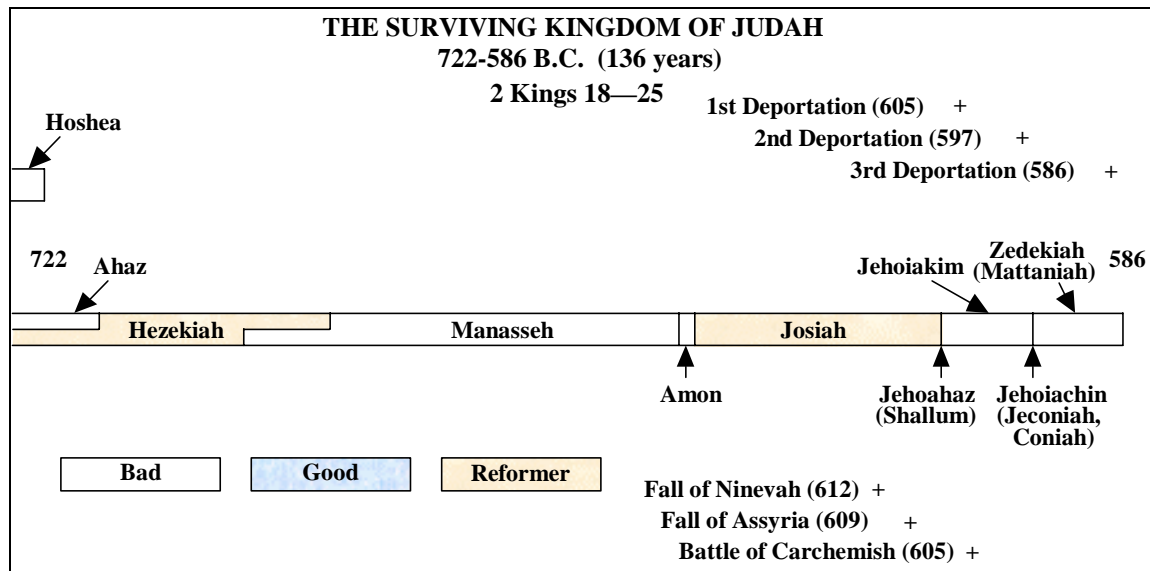 THE SURVIVING KINGDOM OF JUDAH
722-586 B.C. (136 years)
2 Kings 18—25
1st Deportation (605) +
2nd Deportation (597) +
3rd Deportation (586) +
Hoshea
722
Ahaz
Jehoiakim
Zedekiah
(Mattaniah)
586
Hezekiah
Manasseh
Josiah
Amon
Jehoahaz
(Shallum)
Jehoiachin
(Jeconiah,
Coniah)
Bad
Good
Reformer
Fall of Ninevah (612) +
Fall of Assyria (609) +
Battle of Carchemish (605) +